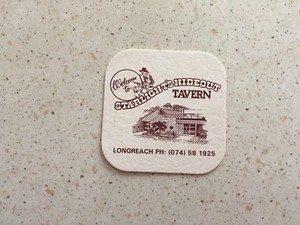 Welcome
to
STARLIGHT'S HIDEOUT
TAVERN
LONGREACH PH: (074) 58 1925